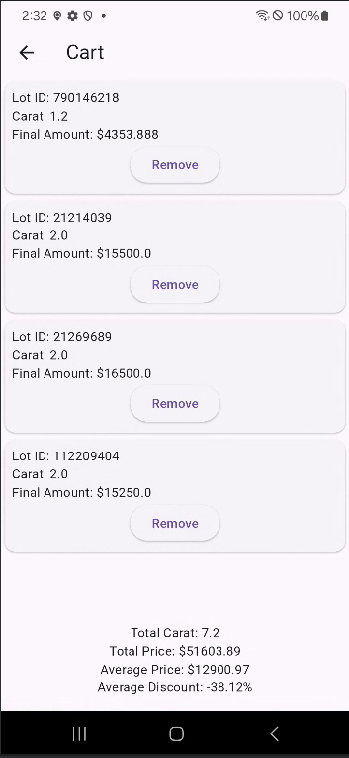 2:32
100%
Cart
Lot ID: 790146218
Carat 1.2
Final Amount: $4353.888
Remove
Lot ID: 21214039
Carat 2.0
Final Amount: $15500.0
Remove
Lot ID: 21269689
Carat 2.0
Final Amount: $16500.0
Remove
Lot ID: 112209404
Carat 2.0
Final Amount: $15250.0
Remove
Total Carat: 7.2
Total Price: $51603.89
Average Price: $12900.97
Average Discount: -38.12%